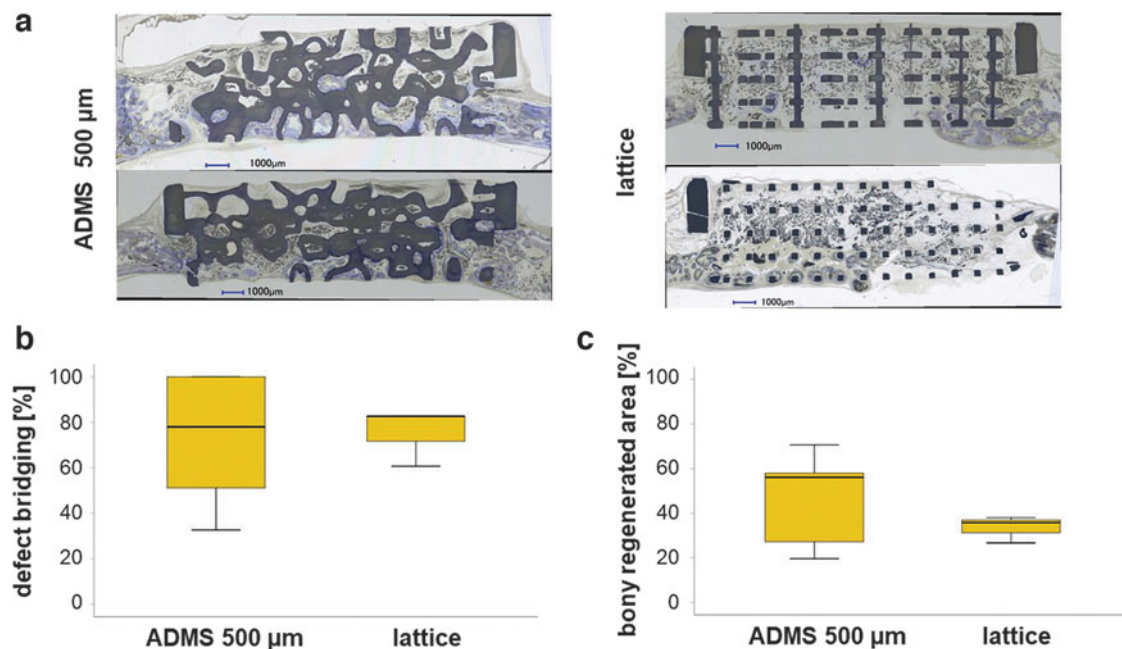 a
ADMS 500 µm
1000µm
1000µm
lattice
1000µm
1000µm
b
defect bridging [%]
100
80
60
40
20
0
ADMS 500 µm
lattice
c
bony regenerated area [%]
100
80
60
40
20
0
ADMS 500 µm
lattice